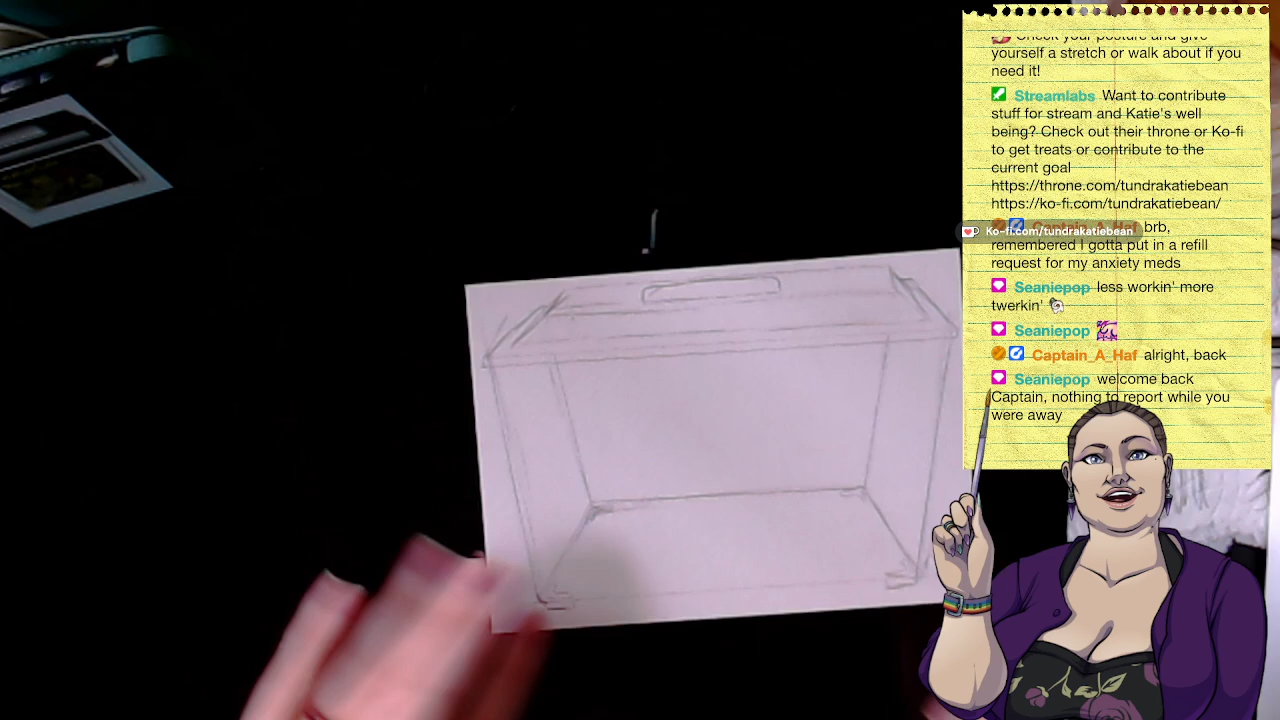 Check your posture and give
yourself a stretch or walk about if you
need it!
Streamlabs Want to contribute
stuff for stream and Katie's well
being? Check out their throne or Ko-fi
to get treats or contribute to the
current goal
https://throne.com/tundrakatiebean
https://ko-fi.com/tundrakatiebean/
Captain_A_Haf brb,
Ko-fi.com/tundrakatiebean
remembered I gotta put in a refill
request for my anxiety meds
Seaniepop less workin' more
twerkin'
Seaniepop
Captain_A_Haf alright, back
Seaniepop welcome back
Captain, nothing to report while you
were away